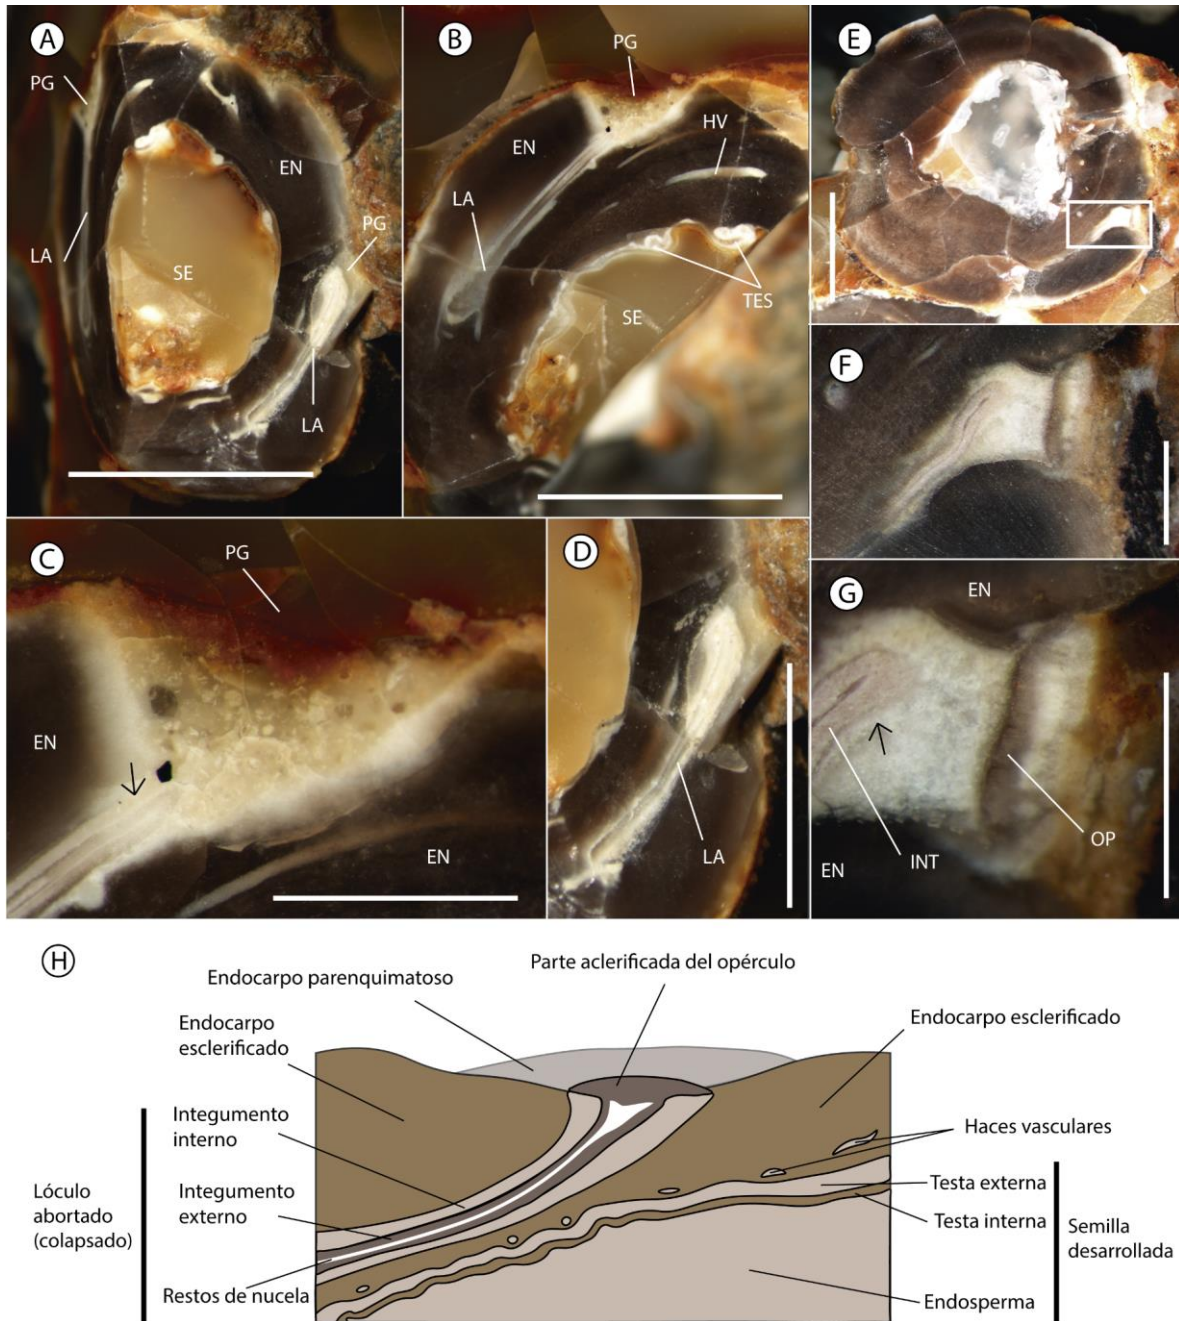 A
PG
EN
PG
LA
SE
LA
B
PG
HV
EN
LA
TES
SE
E
F
C
PG
EN
EN
D
LA
G
EN
OP
INT
EN
H
Endocarpo parenquimatoso
Parte aclerificada del opérculo
Endocarpo
esclerificado
Endocarpo esclerificado
Integumento
interno
Haces vasculares
Lóculo
abortado
(colapsado)
Integumento
externo
Testa externa
Testa interna
Semilla
desarrollada
Restos de nucela
Endosperma